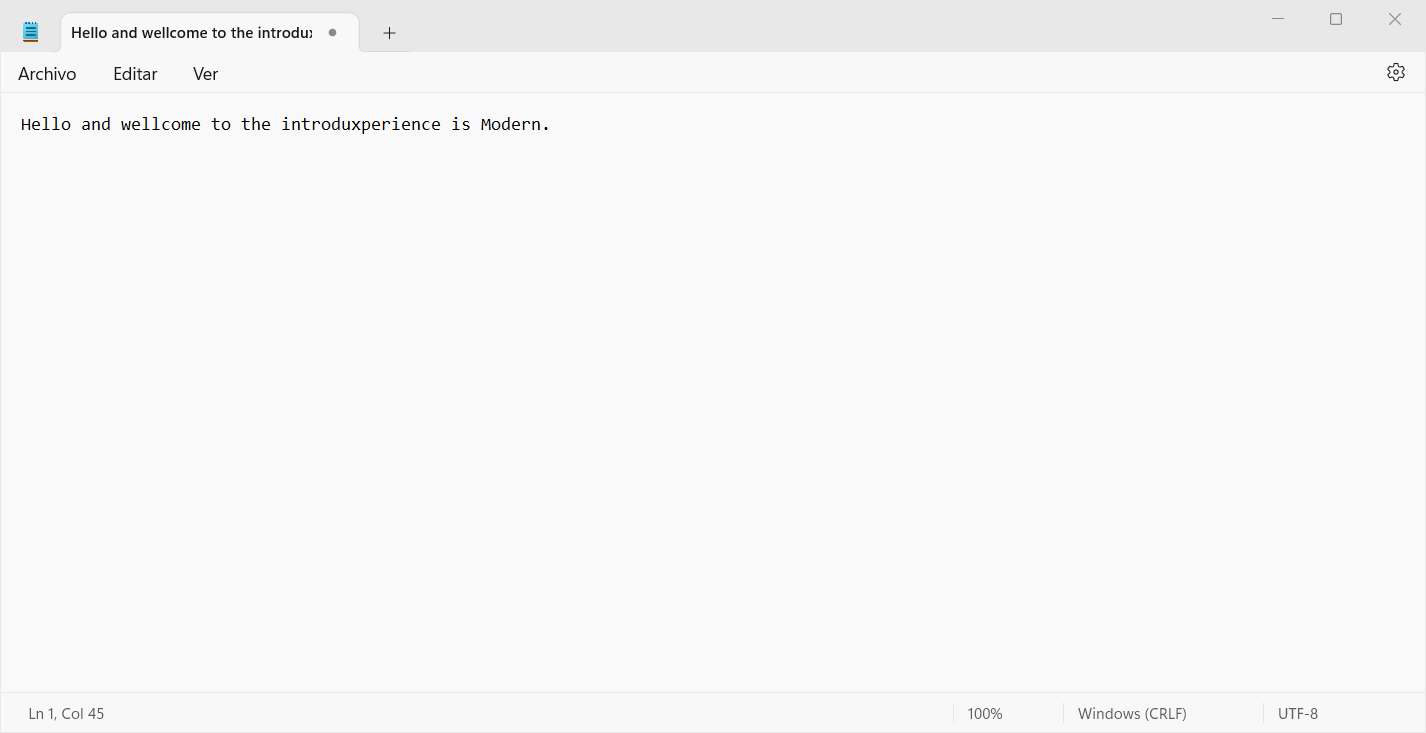 Hello and wellcome to the introdux
Archivo Editar Ver
Hello and wellcome to the introduxperience is Modern.
Ln 1, Col 45 100% Windows (CRLF) UTF-8